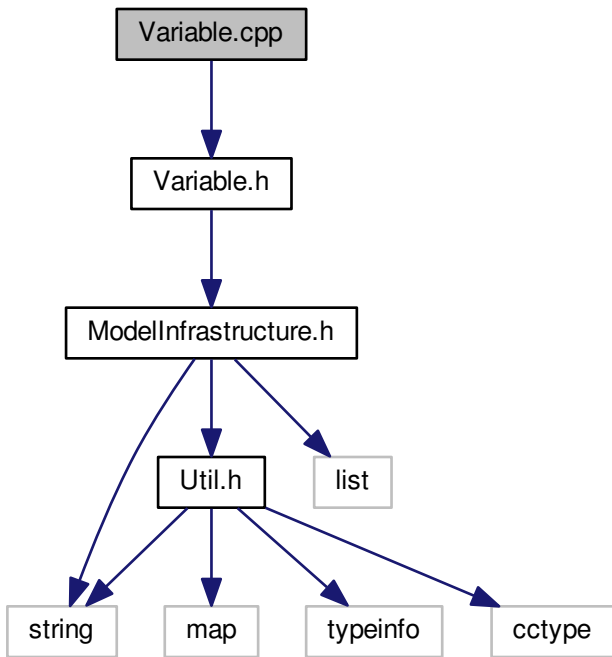 Variable.cpp
Variable.h
ModelInfrastructure.h
Util.h
list
string
map
typeinfo
cctype